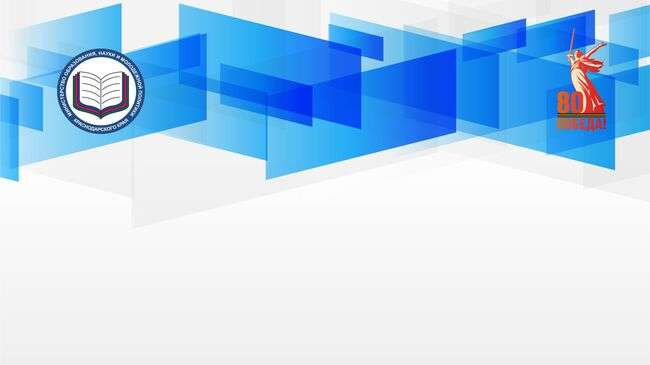 МИНИСТЕРСТВО ОБРАЗОВАНИЯ, НАУКИ И МОЛОДЕЖНОЙ ПОЛИТИКИ
КРАСНОДАРСКОГО КРАЯ
80
ПОБЕДА!